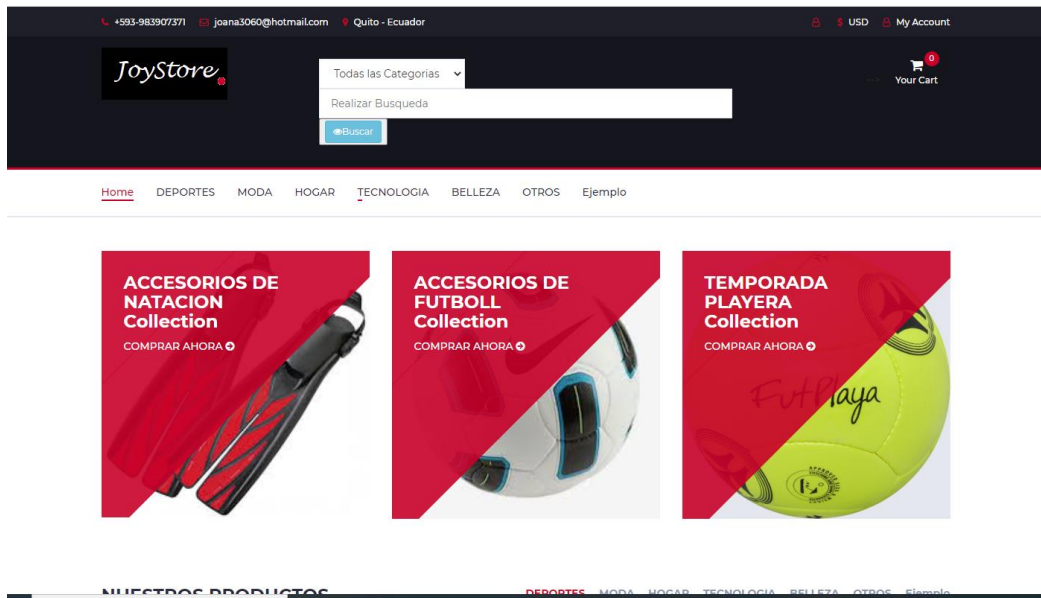 +593-983907371 joana3060@hotmail.com Quito - Ecuador $ USD My Account
JoyStore
Todas las Categorias
Realizar Busqueda
Buscar
0
Your Cart
Home DEPORTES MODA HOGAR TECNOLOGIA BELLEZA OTROS Ejemplo
ACCESORIOS DE
NATACION
Collection
COMPRAR AHORA
ACCESORIOS DE
FUTBOLL
Collection
COMPRAR AHORA
TEMPORADA
PLAYERA
Collection
COMPRAR AHORA
FutPlaya
NUESTROS PRODUCTOS
DEPORTES MODA HOGAR TECNOLOGIA BELLEZA OTROS Ejemplo